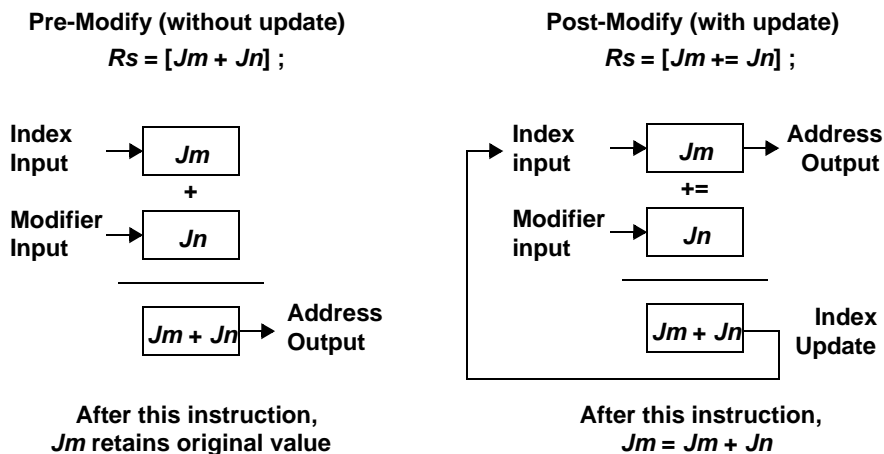 Pre-Modify (without update)
Rs = [Jm + Jn] ;
Index
Input
Jm
+
Modifier
Input
Jn
Jm + Jn
Address
Output
After this instruction,
Jm retains original value
Post-Modify (with update)
Rs = [Jm += Jn] ;
Index
input
Jm
Address
Output
+=
Modifier
input
Jn
Jm + Jn
Index
Update
After this instruction,
Jm = Jm + Jn